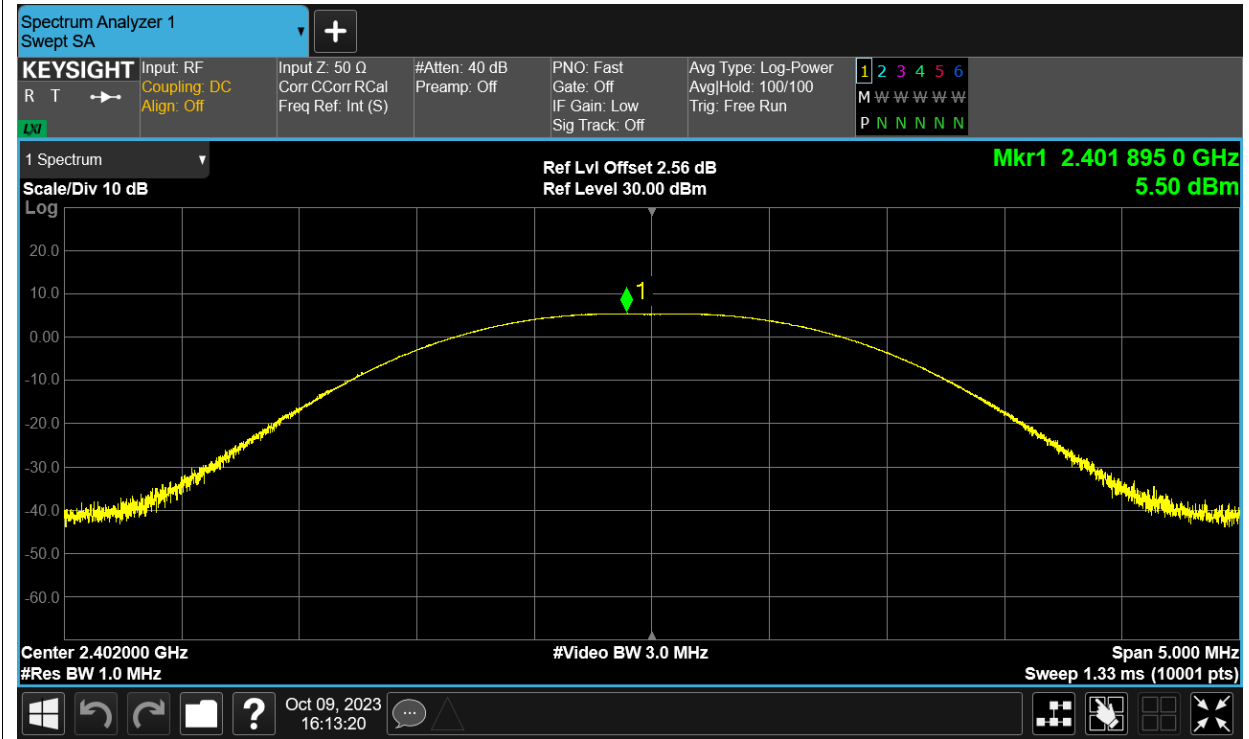 Spectrum Analyzer 1
Swept SA
KEYSIGHT
R T
LXI
Input: RF
Coupling: DC
Align: Off
Input Z: 50 Ω
Corr CCorr RCal
Freq Ref: Int (S)
#Atten: 40 dB
Preamp: Off
PNO: Fast
Gate: Off
IF Gain: Low
Sig Track: Off
Avg Type: Log-Power
Avg|Hold: 100/100
Trig: Free Run
1 2 3 4 5 6
M W W W W W W
P N N N N N N
1 Spectrum
Scale/Div 10 dB
Log
Ref Lvl Offset 2.56 dB
Ref Level 30.00 dBm
Mkr1 2.401 895 0 GHz
5.50 dBm
20.0
10.0
0.00
-10.0
-20.0
-30.0
-40.0
-50.0
-60.0
1
Center 2.402000 GHz
#Res BW 1.0 MHz
#Video BW 3.0 MHz
Span 5.000 MHz
Sweep 1.33 ms (10001 pts)
?
Oct 09, 2023
16:13:20